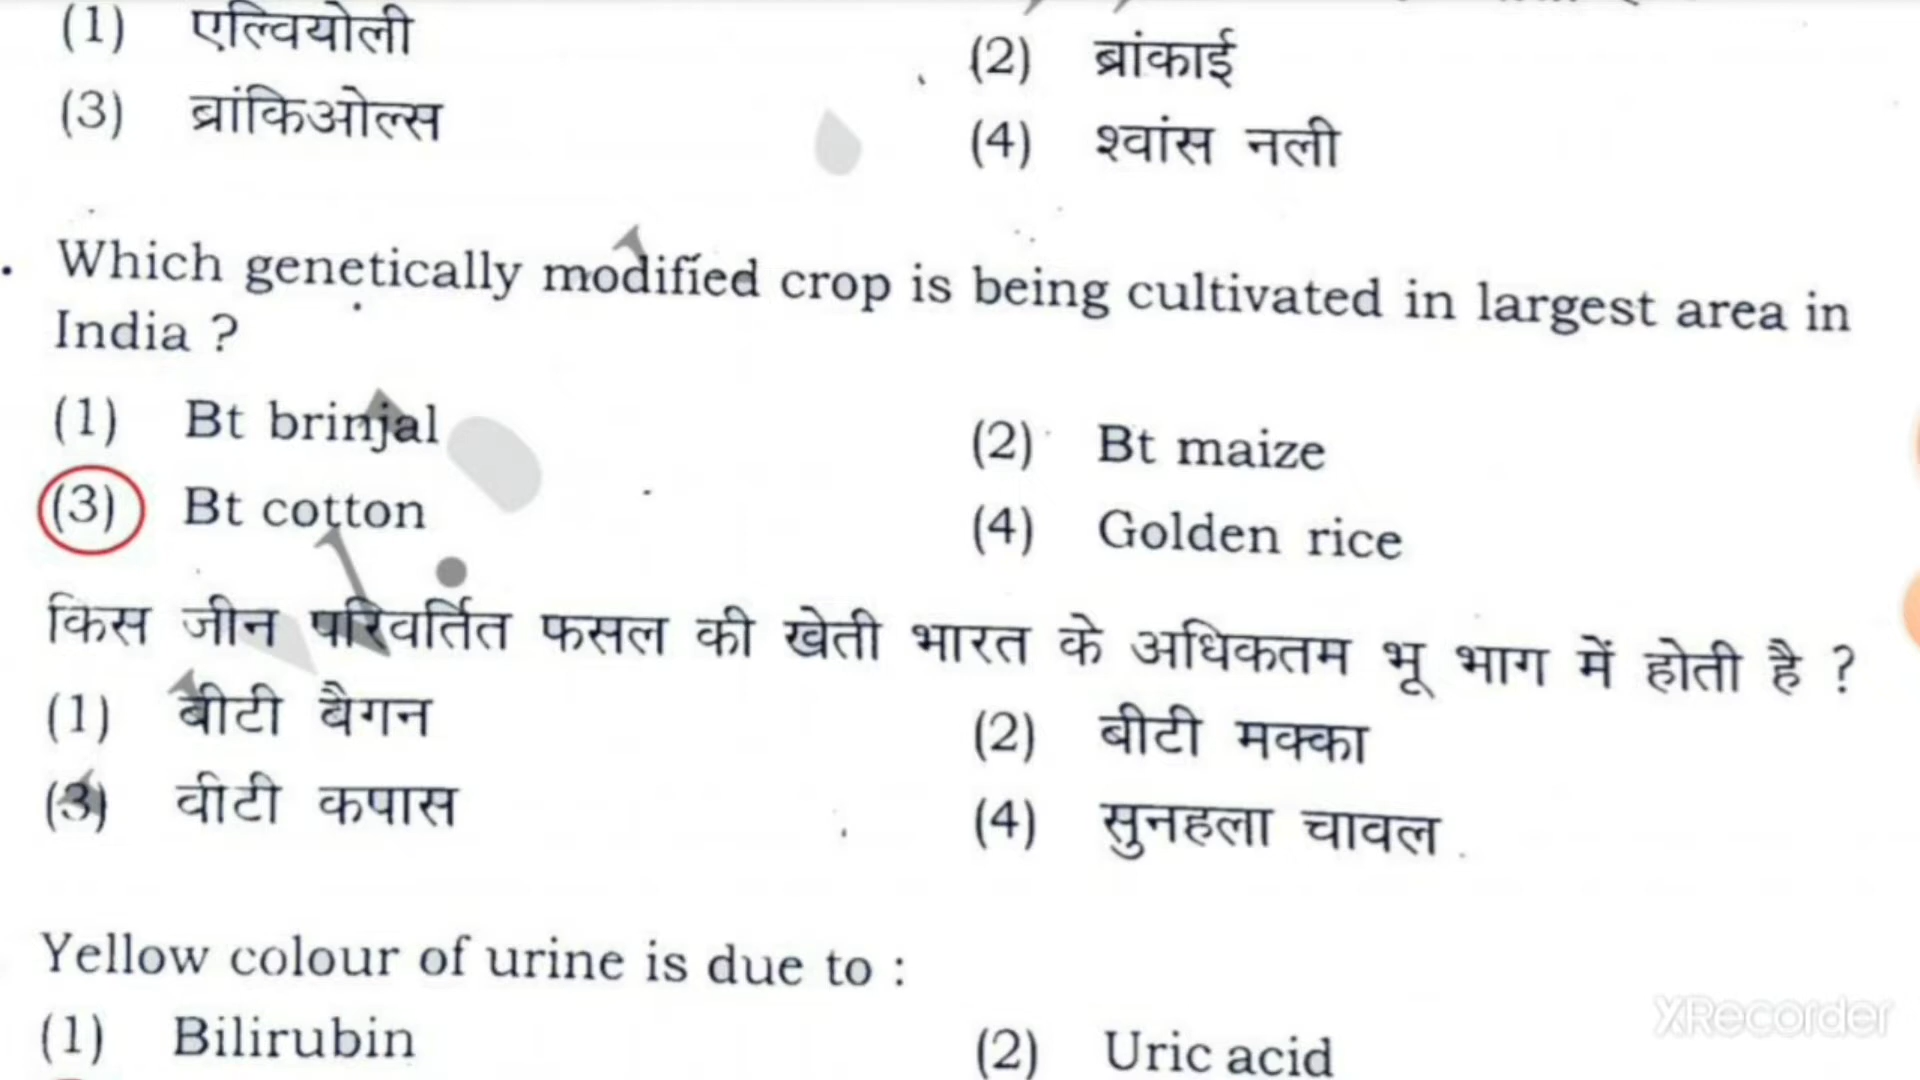 (1) एल्वियोली (2) ब्रांकाई
(3) ब्रांकिओल्स (4) श्वांस नली
. Which genetically modified crop is being cultivated in largest area in
India ?
(1) Bt brinjal (2) Bt maize
(3) Bt cotton (4) Golden rice
किस जीन परिवर्तित फसल की खेती भारत के अधिकतम भू भाग में होती है ?
(1) बीटी बैगन (2) बीटी मक्का
(3) वीटी कपास (4) सुनहला चावल
Yellow colour of urine is due to :
(1) Bilirubin (2) Uric acid
XRecorder